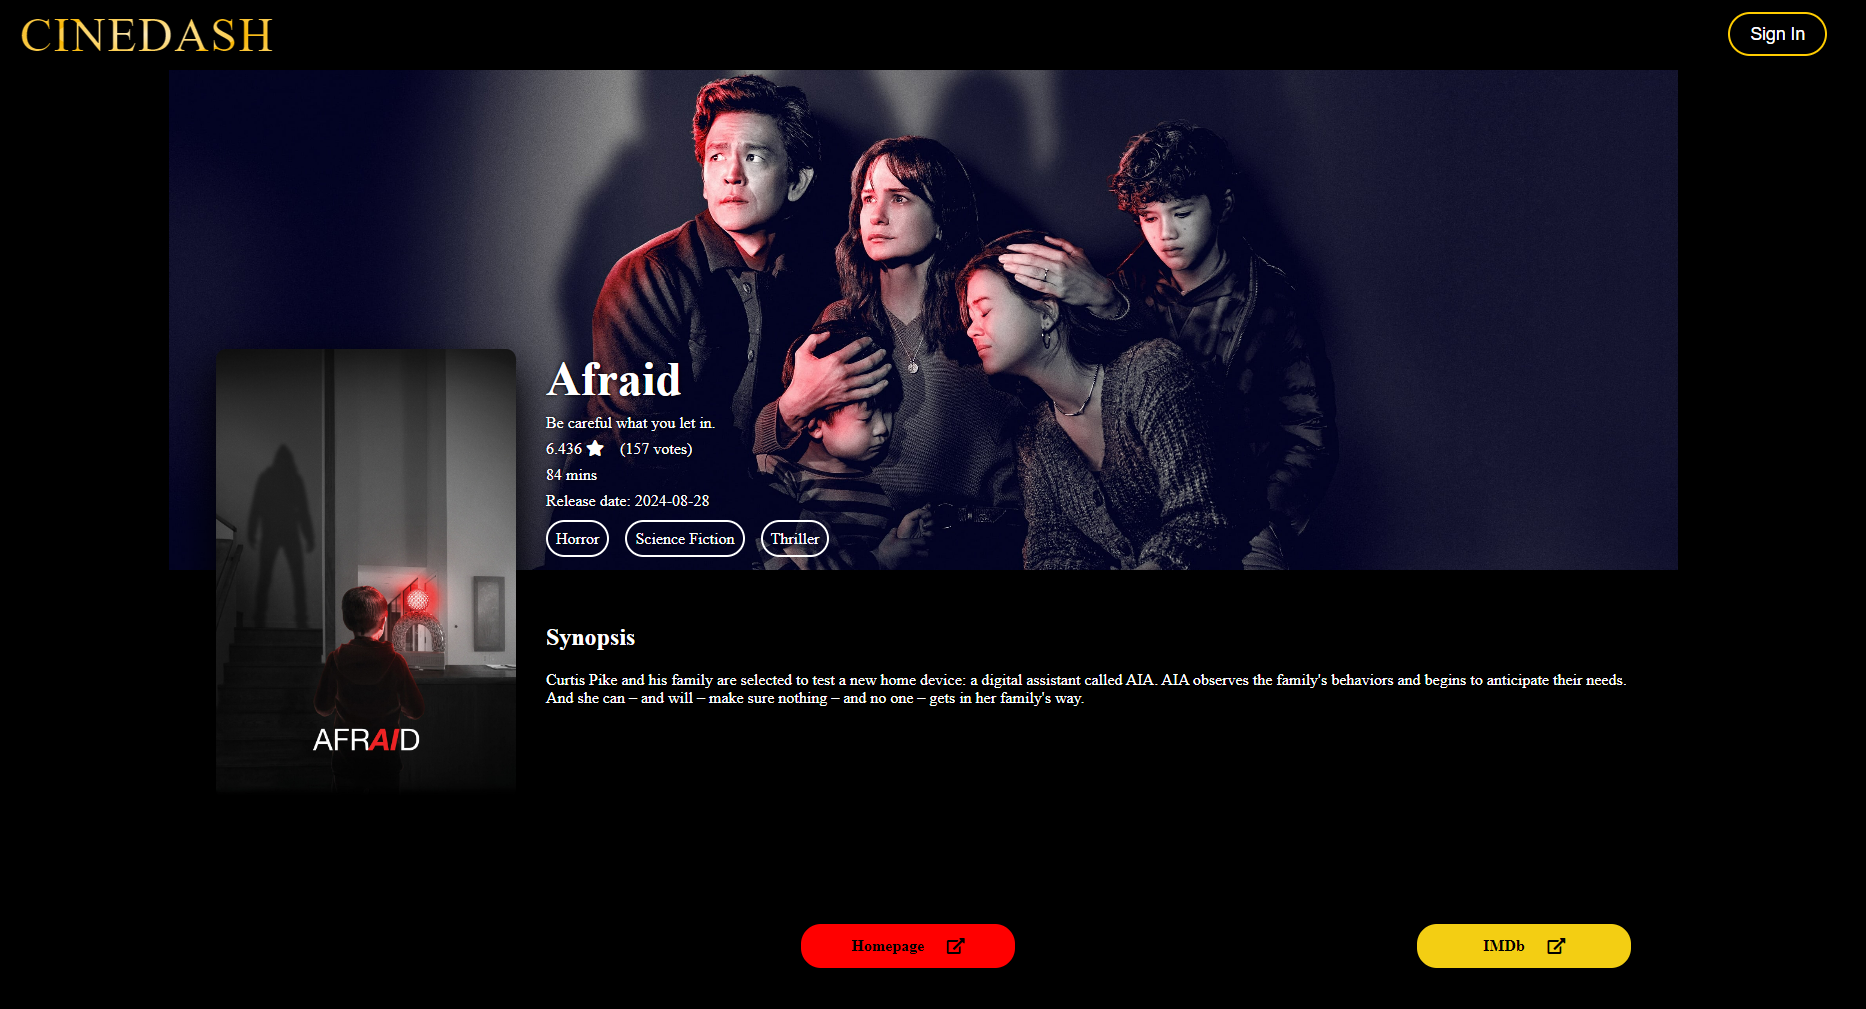 CINEDASH
Sign In
Afraid
Be careful what you let in.
6.436 (157 votes)
84 mins
Release date: 2024-08-28
Horror Science Fiction Thriller
AFRAID
Synopsis
Curtis Pike and his family are selected to test a new home device: a digital assistant called AIA. AIA observes the family's behaviors and begins to anticipate their needs.
And she can – and will – make sure nothing – and no one – gets in her family's way.
Homepage
IMDb